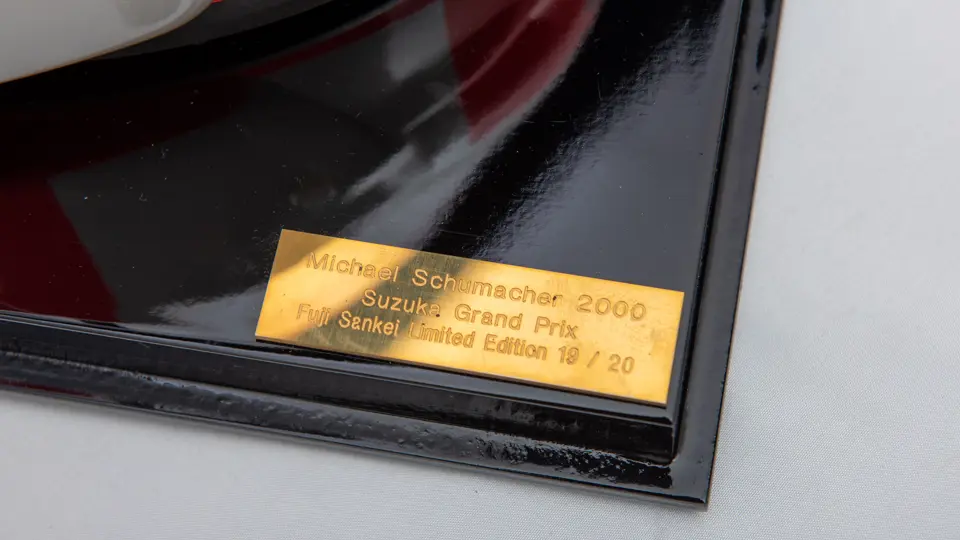 Michael Schumacher 2000
Suzuka Grand Prix
Fuji Sankei Limited Edition 19 / 20